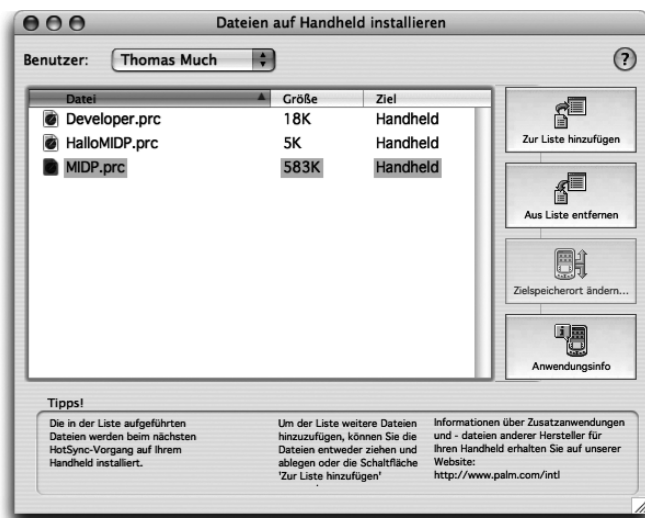 Dateien auf Handheld installieren
Benutzer: Thomas Much
?
Datei Größe Ziel
Developer.prc 18K Handheld
HalloMIDP.prc 5K Handheld
MIDP.prc 583K Handheld
Zur Liste hinzufügen
Aus Liste entfernen
Zielspeicherort ändern...
Anwendungsinfo
Tipps!
Die in der Liste aufgeführten
Dateien werden beim nächsten
HotSync-Vorgang auf Ihrem
Handheld installiert.
Um der Liste weitere Dateien
hinzuzufügen, können Sie die
Dateien entweder ziehen und
ablegen oder die Schaltfläche
'Zur Liste hinzufügen'
Informationen über Zusatzanwendungen
und - dateien anderer Hersteller für
Ihren Handheld erhalten Sie auf unserer
Website:
http://www.palm.com/intl